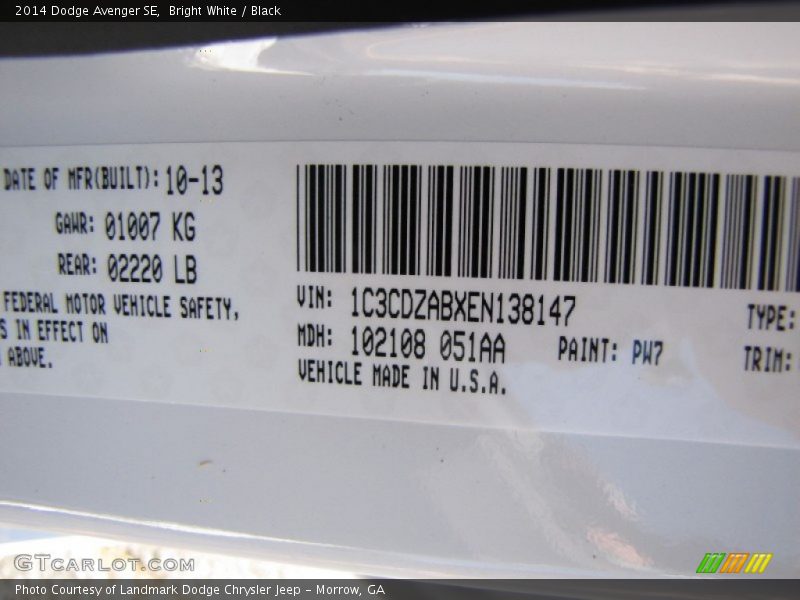 2014 Dodge Avenger SE,  Bright White / Black
DATE OF MFR(BUILT): 10-13
GAWR: 01007 KG
REAR: 02220 LB
FEDERAL MOTOR VEHICLE SAFETY,
S IN EFFECT ON
ABOVE.
VIN: 1C3CDZABXEN138147
MDH: 102108 051AA
PAINT: PW7
VEHICLE MADE IN U.S.A.
TYPE:
TRIM:
GTCARLOT.COM
Photo Courtesy of Landmark Dodge Chrysler Jeep – Morrow, GA